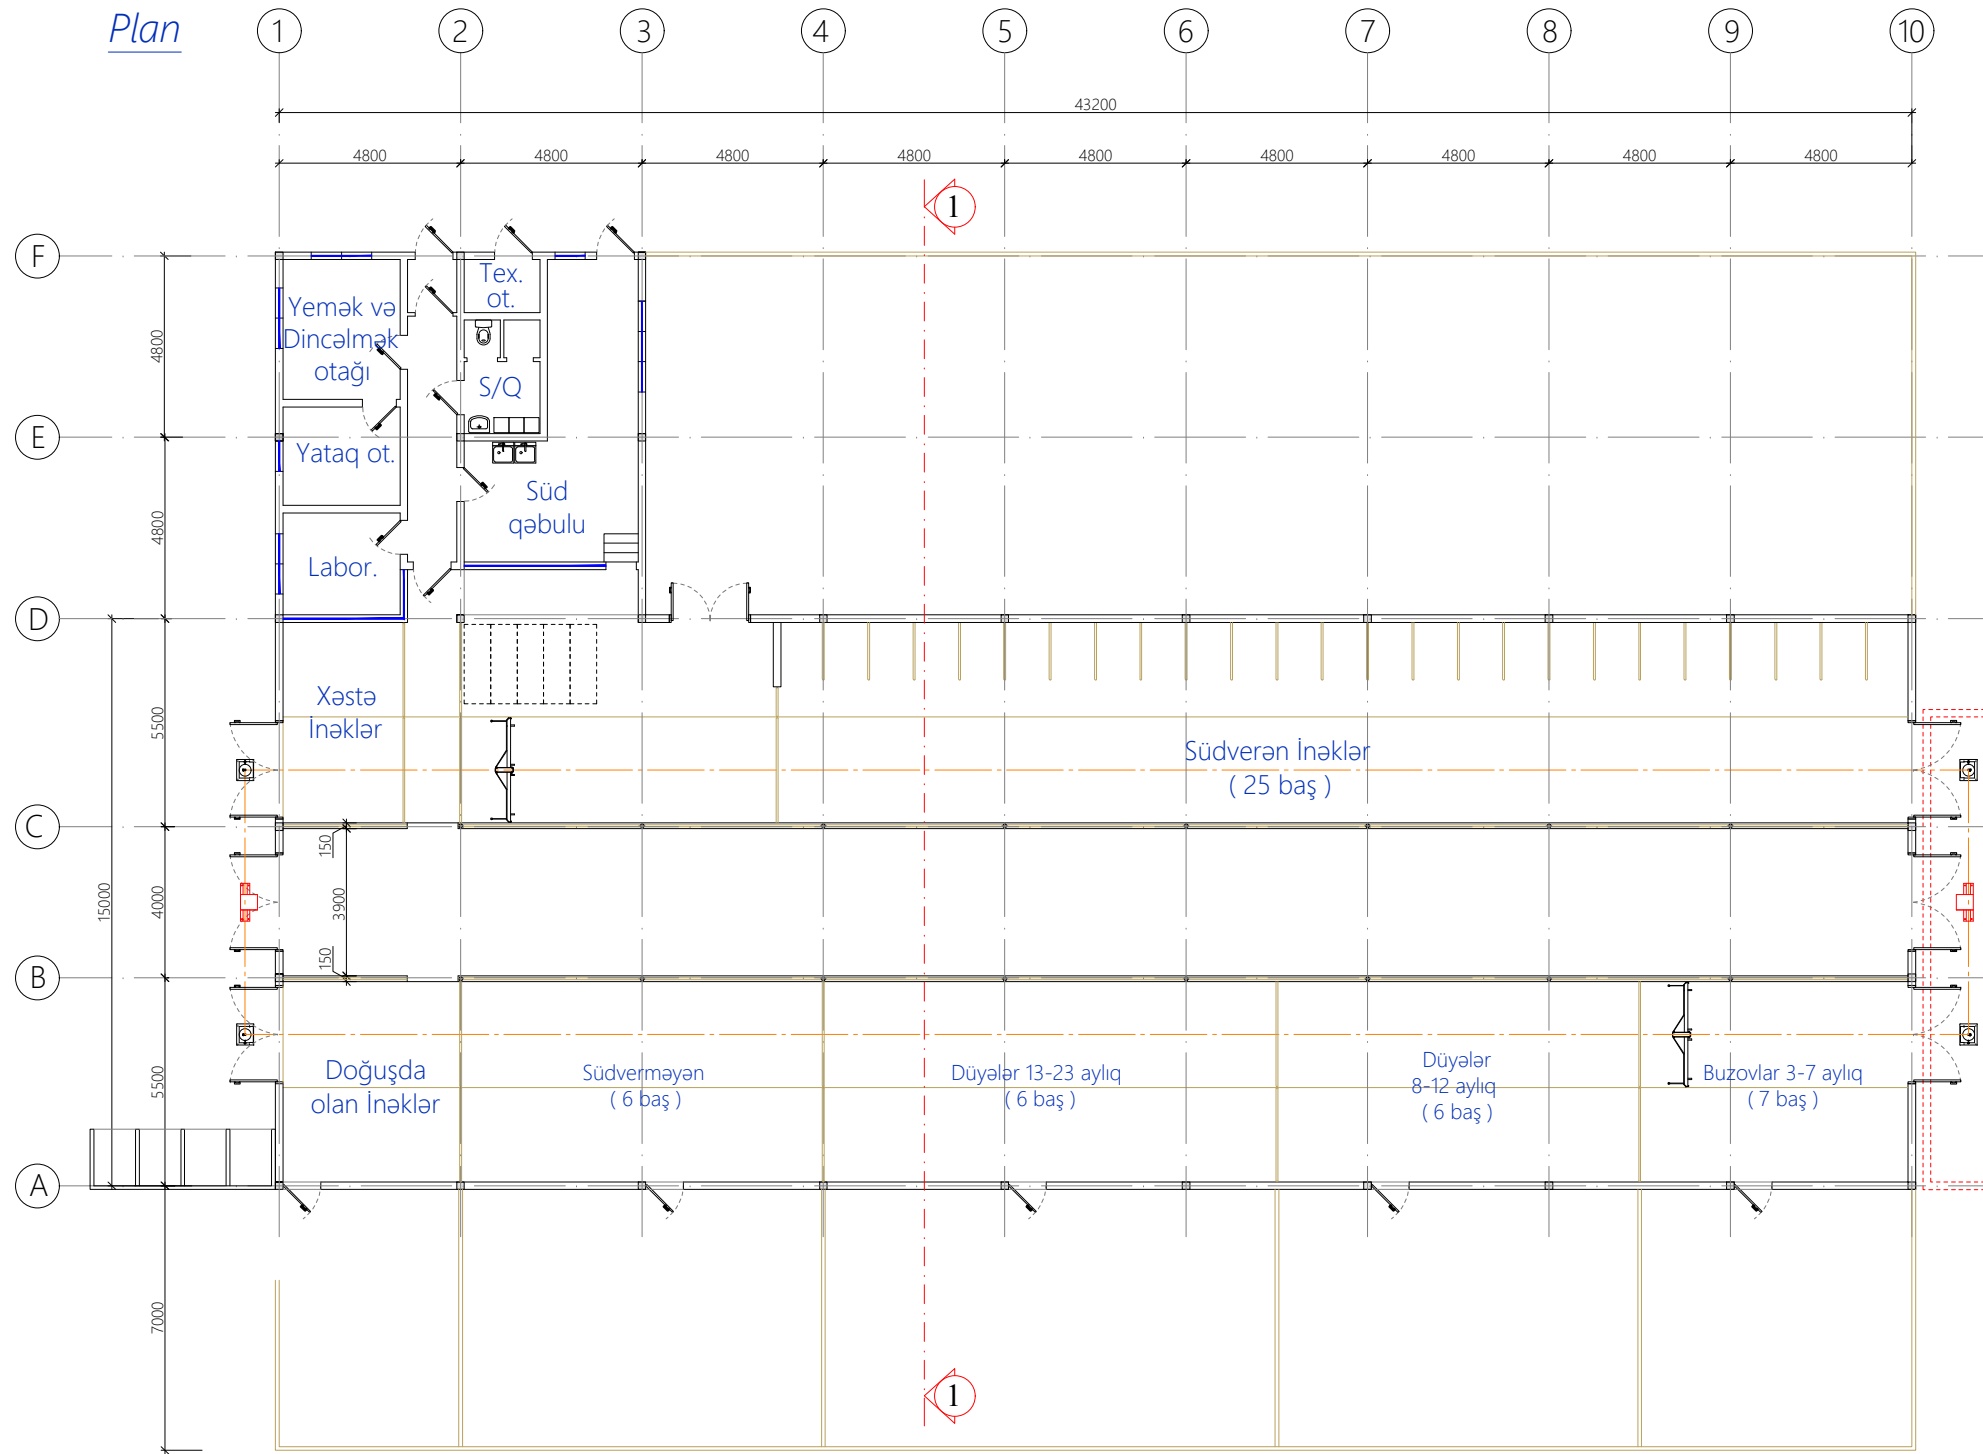 Plan
1 2 3 4 5 6 7 8 9 10
43200
4800 4800 4800 4800 4800 4800 4800 4800 4800
1
F
Tex.
ot.
Yemək və
Dincəlmək
otağı
4800
S/Q
E
Yataq ot.
Süd
qəbulu
4800
Labor.
D
Xəstə
İnəklər
5500
Südverən İnəklər
( 25 baş )
C
150
15000
4000
3900
150
B
Doğuşda
olan İnəklər
5500
Südverməyən
( 6 baş )
Düyələr 13-23 aylıq
( 6 baş )
Düyələr
8-12 aylıq
( 6 baş )
Buzovlar 3-7 aylıq
( 7 baş )
A
7000
1